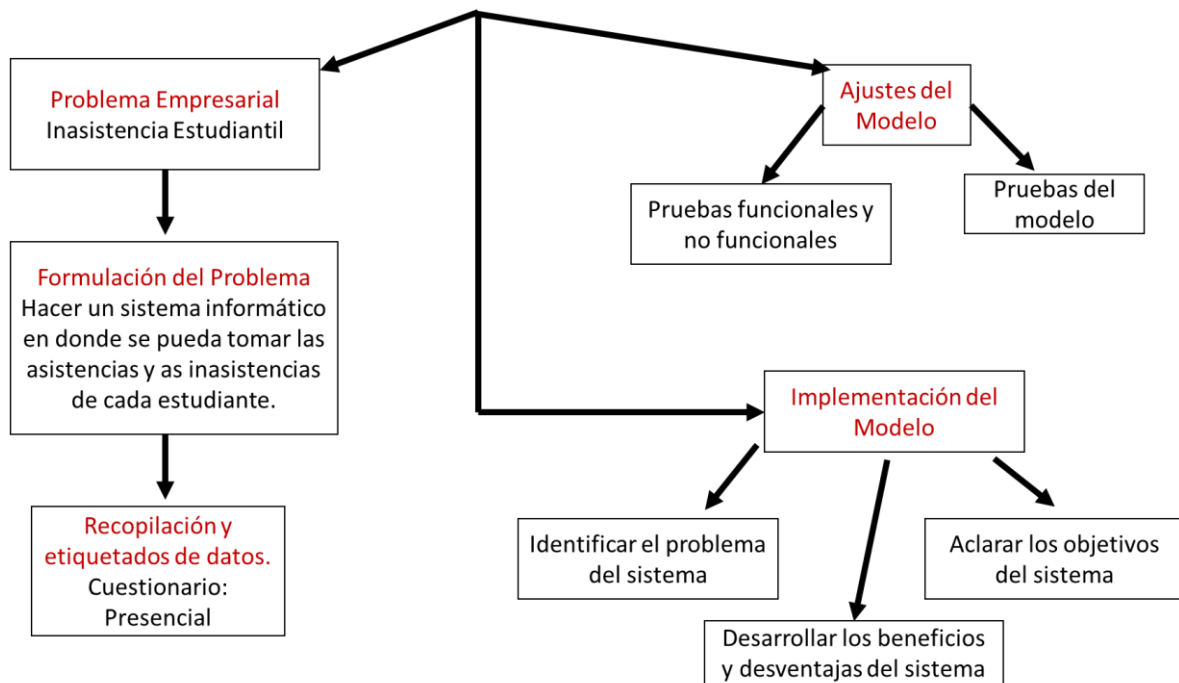 Problema Empresarial
Inasistencia Estudiantil
Formulación del Problema
Hacer un sistema informático
en donde se pueda tomar las
asistencias y as inasistencias
de cada estudiante.
Recopilación y
etiquetados de datos.
Cuestionario:
Presencial
Ajustes del
Modelo
Pruebas funcionales y
no funcionales
Pruebas del
modelo
Implementación del
Modelo
Identificar el problema
del sistema
Desarrollar los beneficios
y desventajas del sistema
Aclarar los objetivos
del sistema